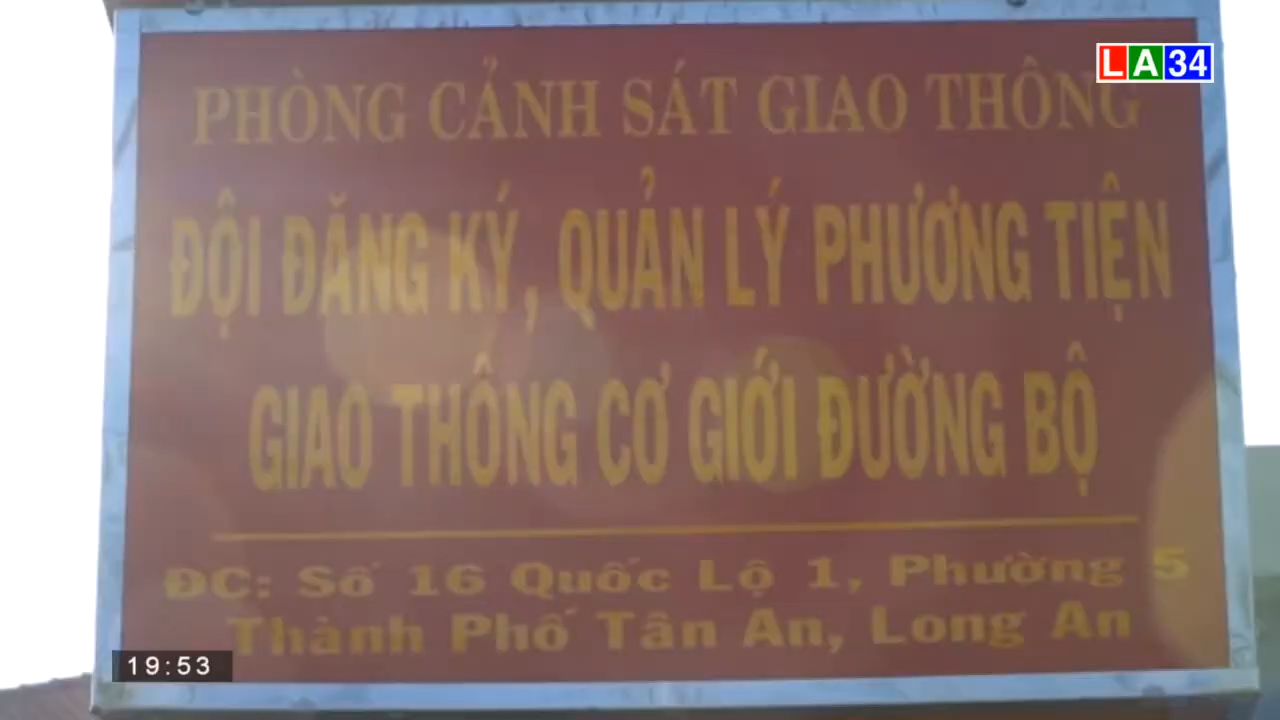 LA34
PHÒNG CẢNH SÁT GIAO THÔNG
ĐỘI ĐĂNG KÝ, QUẢN LÝ PHƯƠNG TIỆN
GIAO THÔNG CƠ GIỚI ĐƯỜNG BỘ
ĐC: Số 16 Quốc Lộ 1, Phường 5
Thành Phố Tân An, Long An
19:53